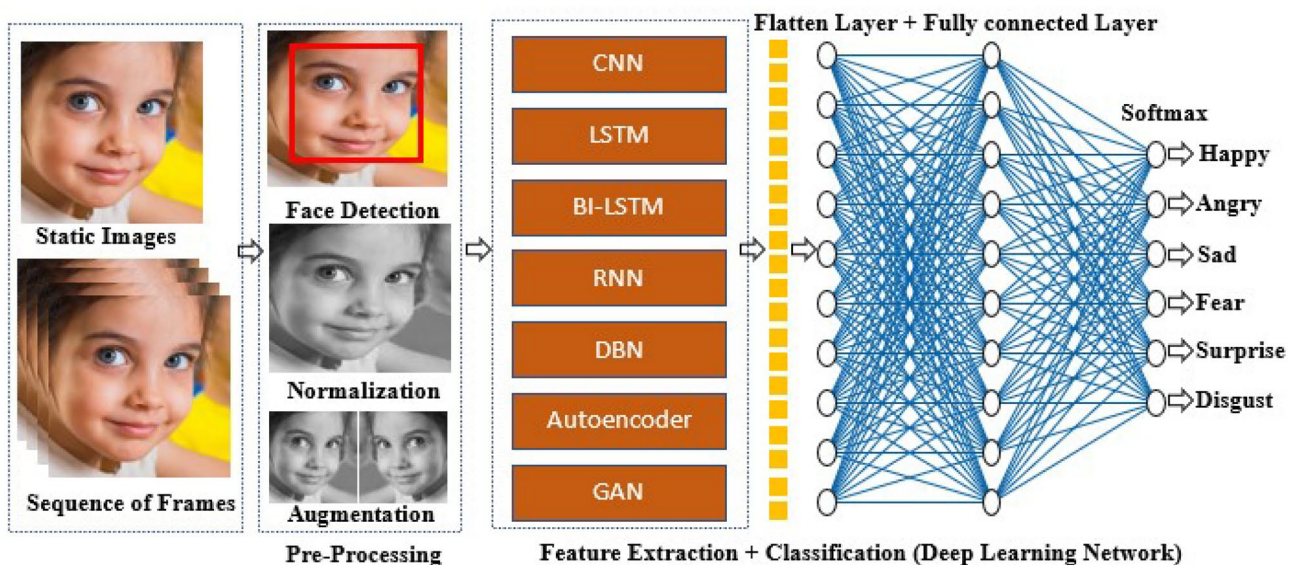 Static Images
Sequence of Frames
Face Detection
Normalization
Augmentation
Pre-Processing
CNN
LSTM
BI-LSTM
RNN
DBN
Autoencoder
GAN
Flatten Layer + Fully connected Layer
Softmax
Happy
Angry
Sad
Fear
Surprise
Disgust
Feature Extraction + Classification (Deep Learning Network)